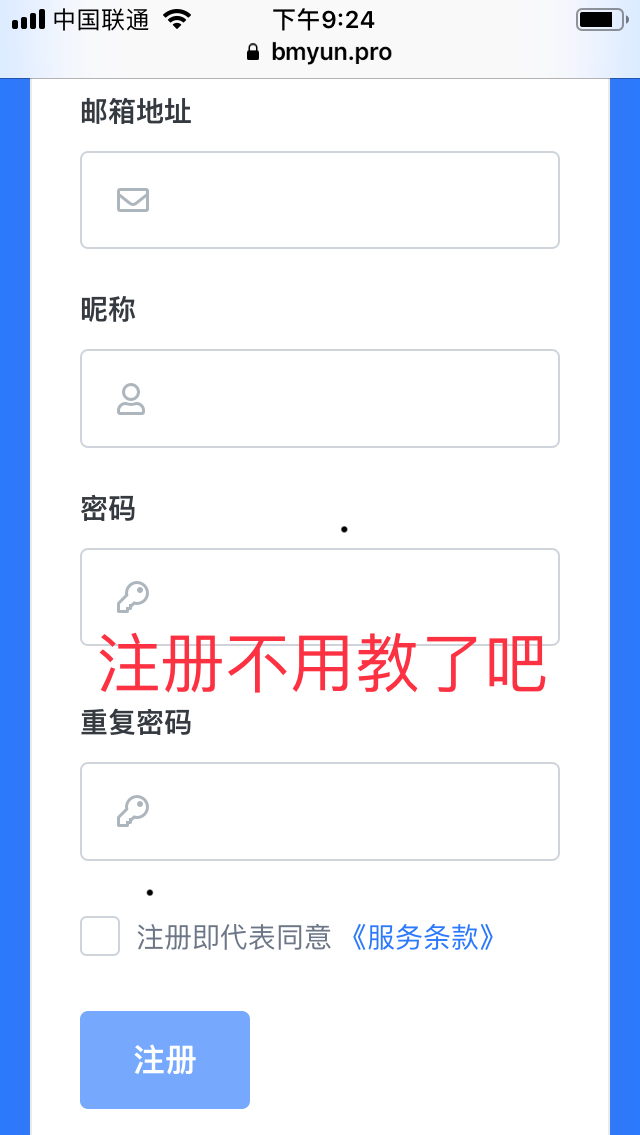 中国联通 下午9:24
bmyun.pro
邮箱地址
昵称
密码
注册不用教了吧
重复密码
注册即代表同意 《服务条款》
注册